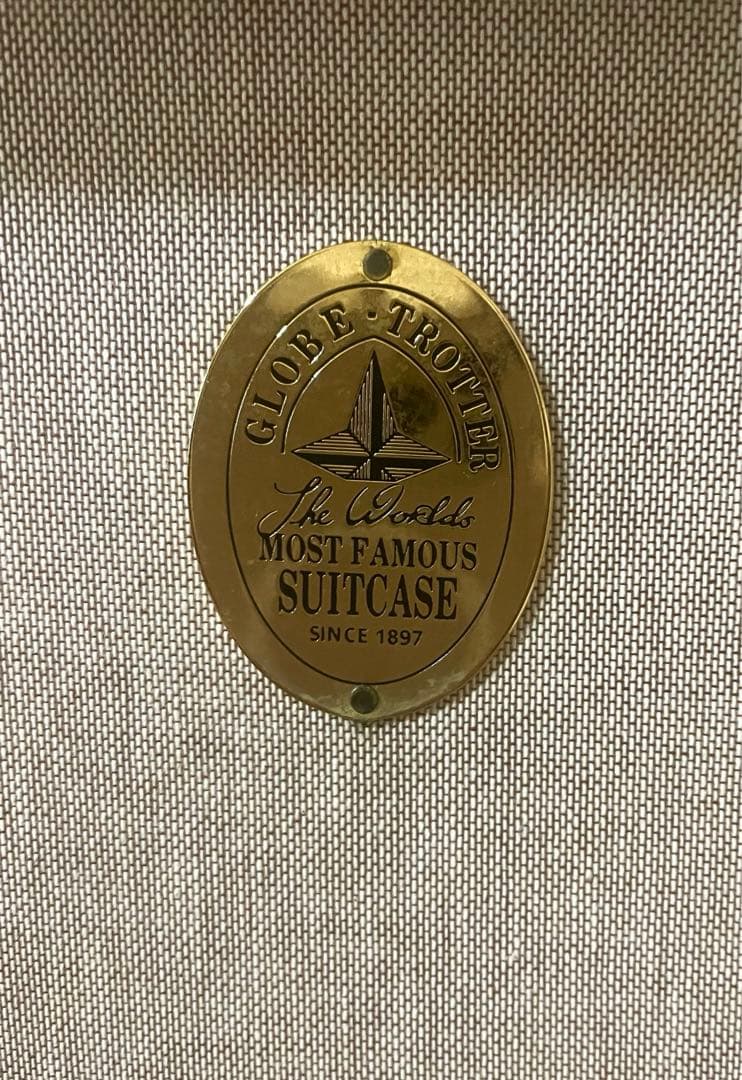 GLOBE · TROTTER
The Worlds
MOST FAMOUS
SUITCASE
SINCE 1897